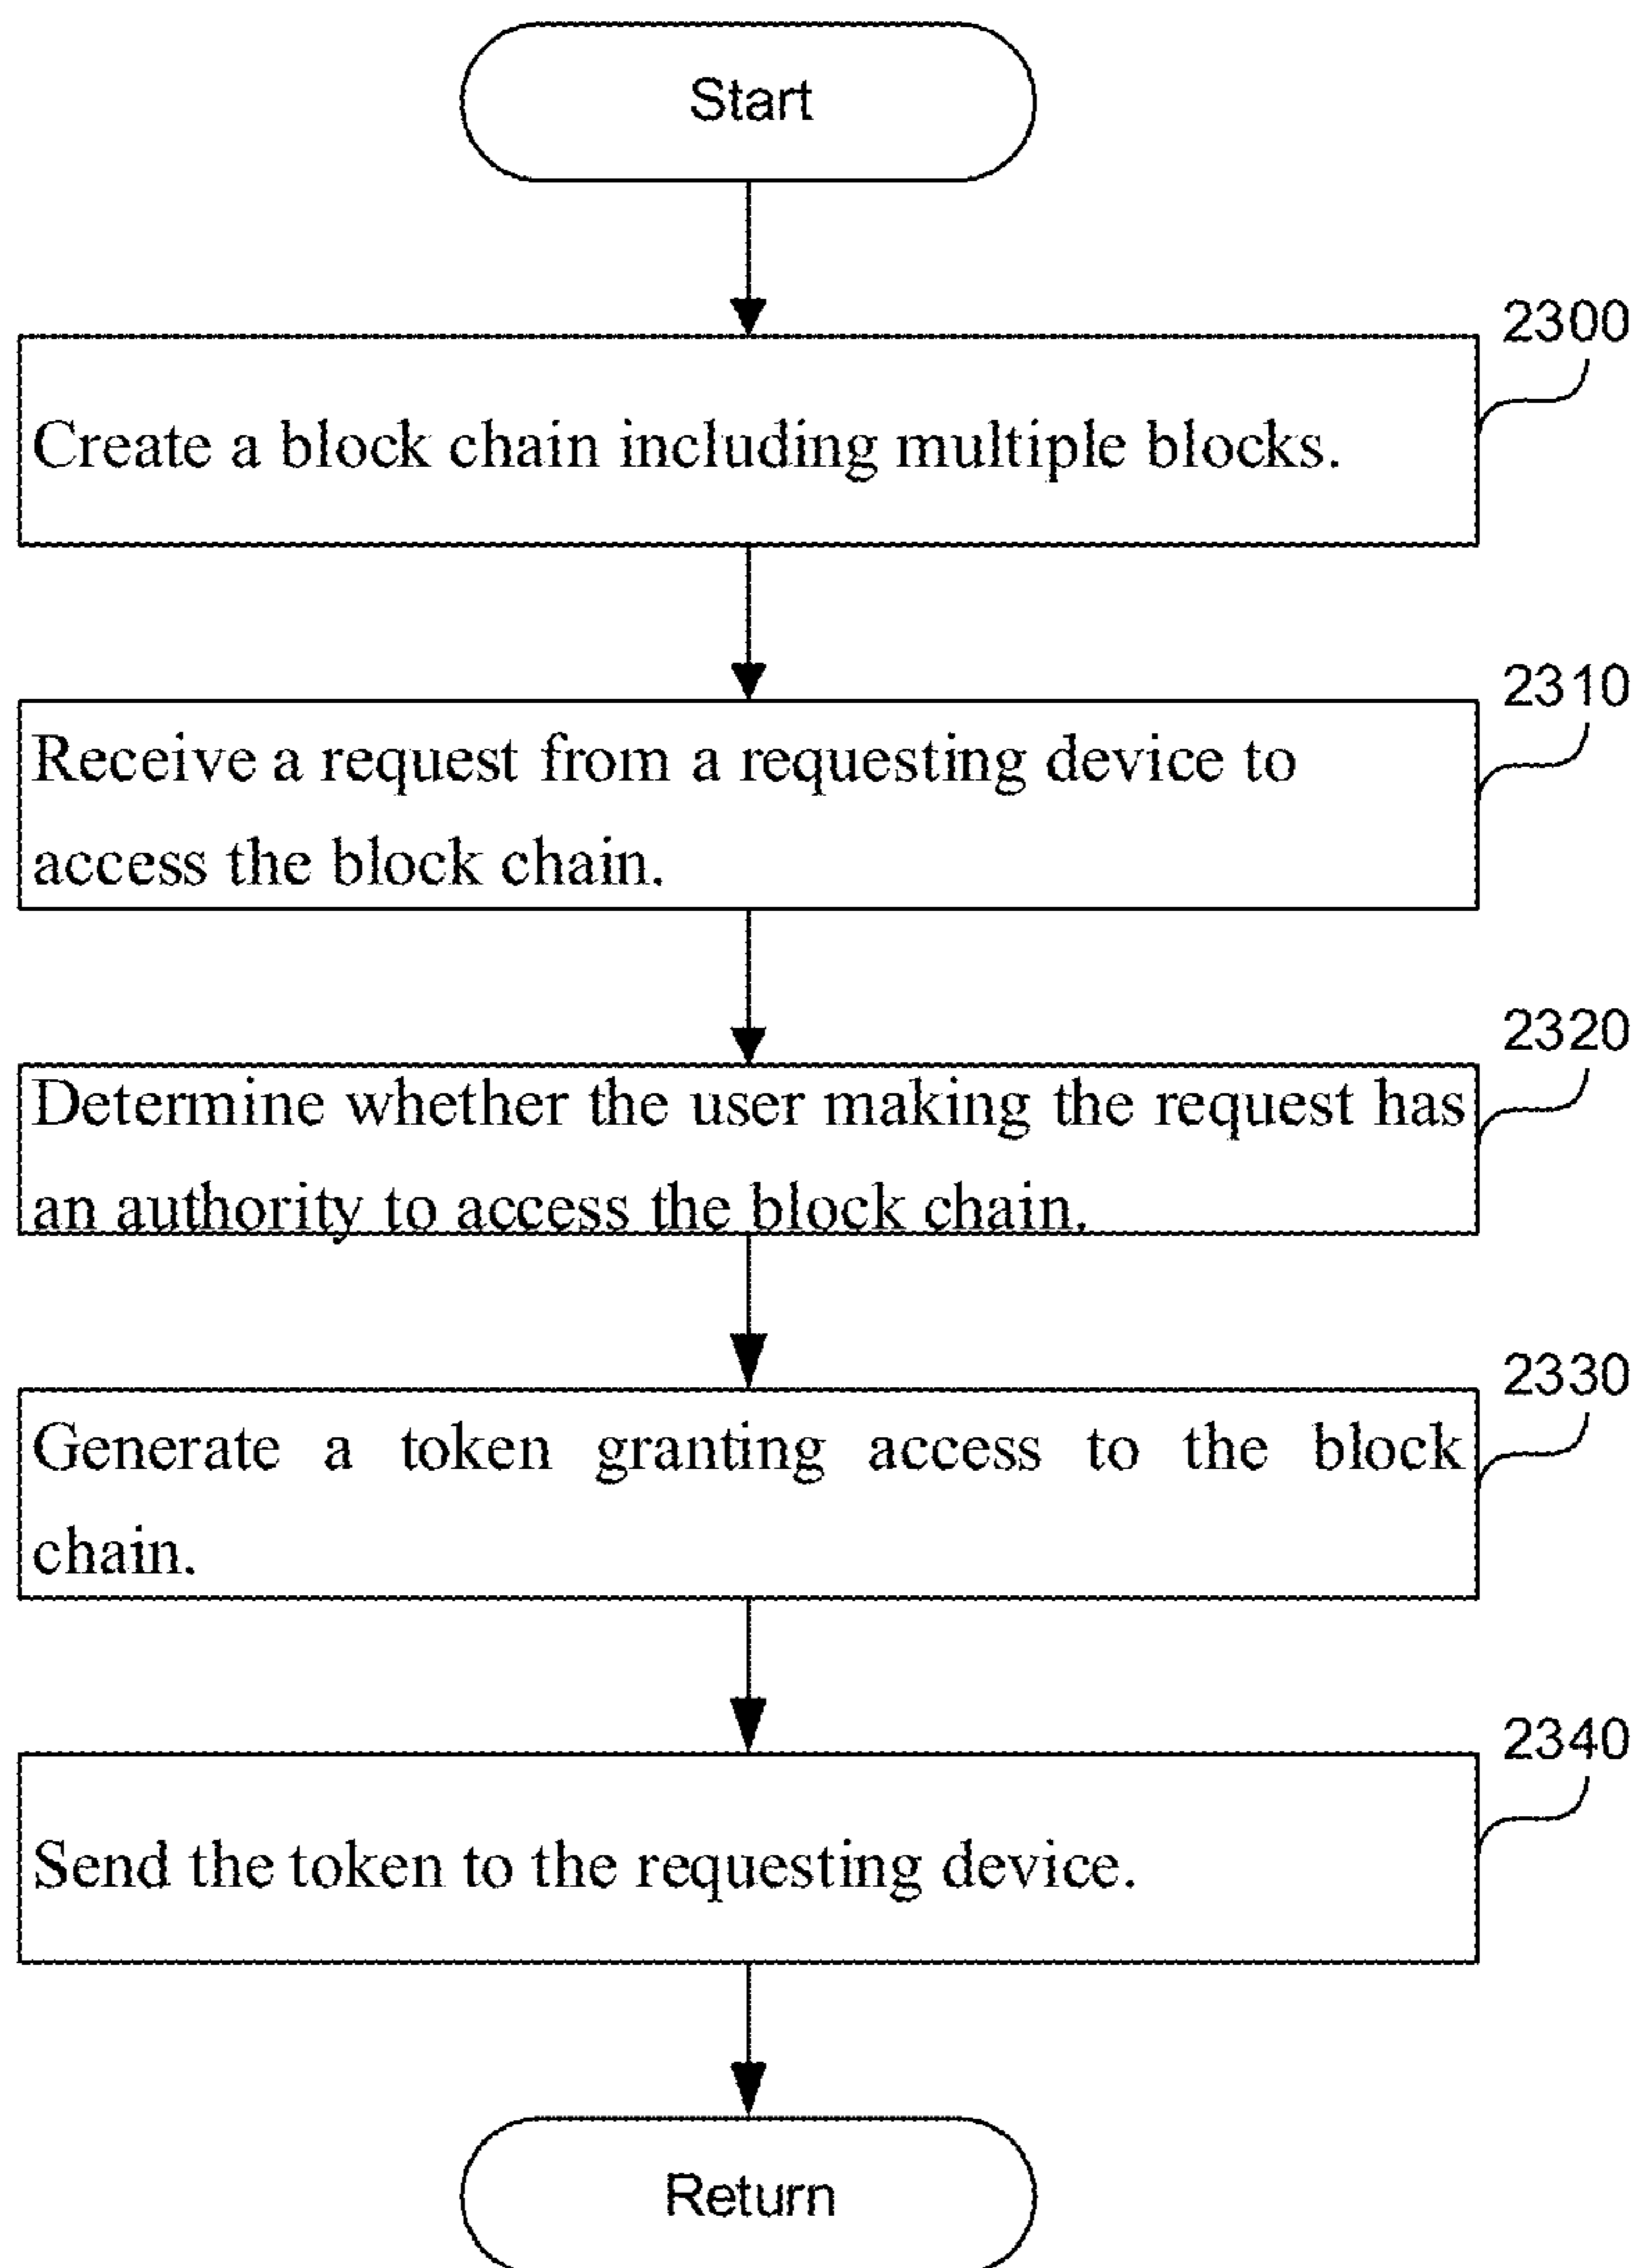 Start
2300
Create a block chain including multiple blocks.
2310
Receive a request from a requesting device to
access the block chain.
2320
Determine whether the user making the request has
an authority to access the block chain.
2330
Generate a token granting access to the block
chain.
2340
Send the token to the requesting device.
Return